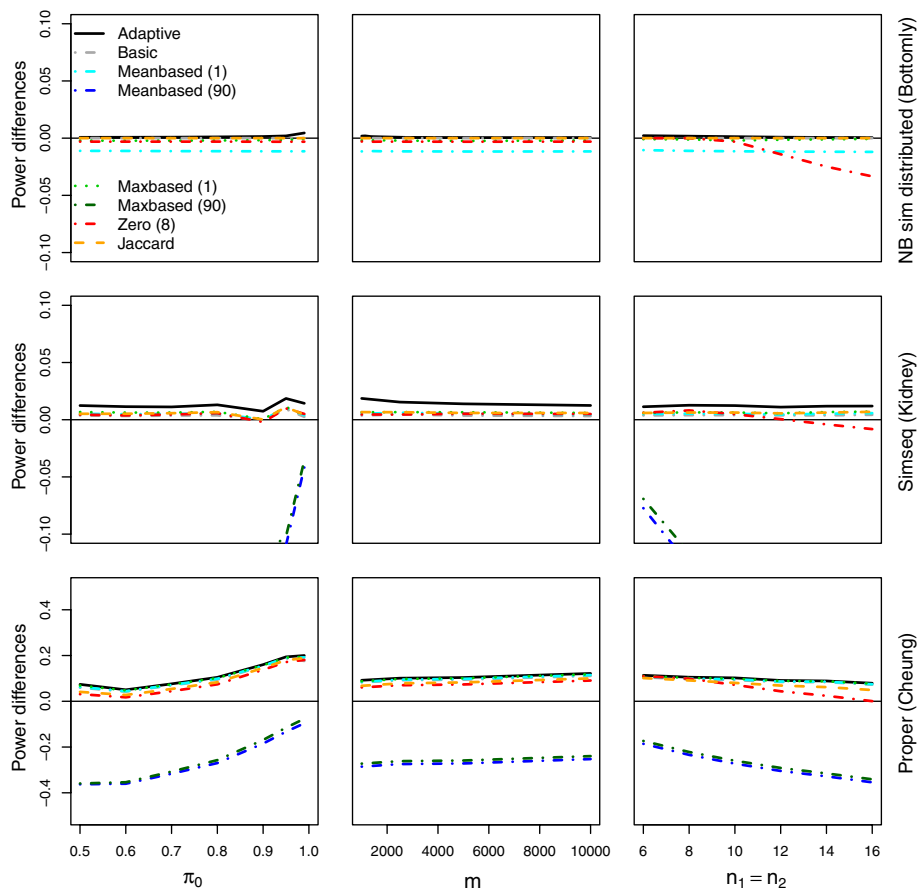 Power differences
0.10
0.05
0.00
−0.05
−0.10
Adaptive
Basic
Meanbased (1)
Meanbased (90)
Maxbased (1)
Maxbased (90)
Zero (8)
Jaccard
NB sim distributed (Bottomly)
Power differences
0.10
0.05
0.00
−0.05
−0.10
Simseq (Kidney)
Power differences
0.4
0.2
0.0
−0.2
−0.4
Proper (Cheung)
0.5 0.6 0.7 0.8 0.9 1.0
2000 4000 6000 8000 10000
6 8 10 12 14 16
π0
m
n1 = n2